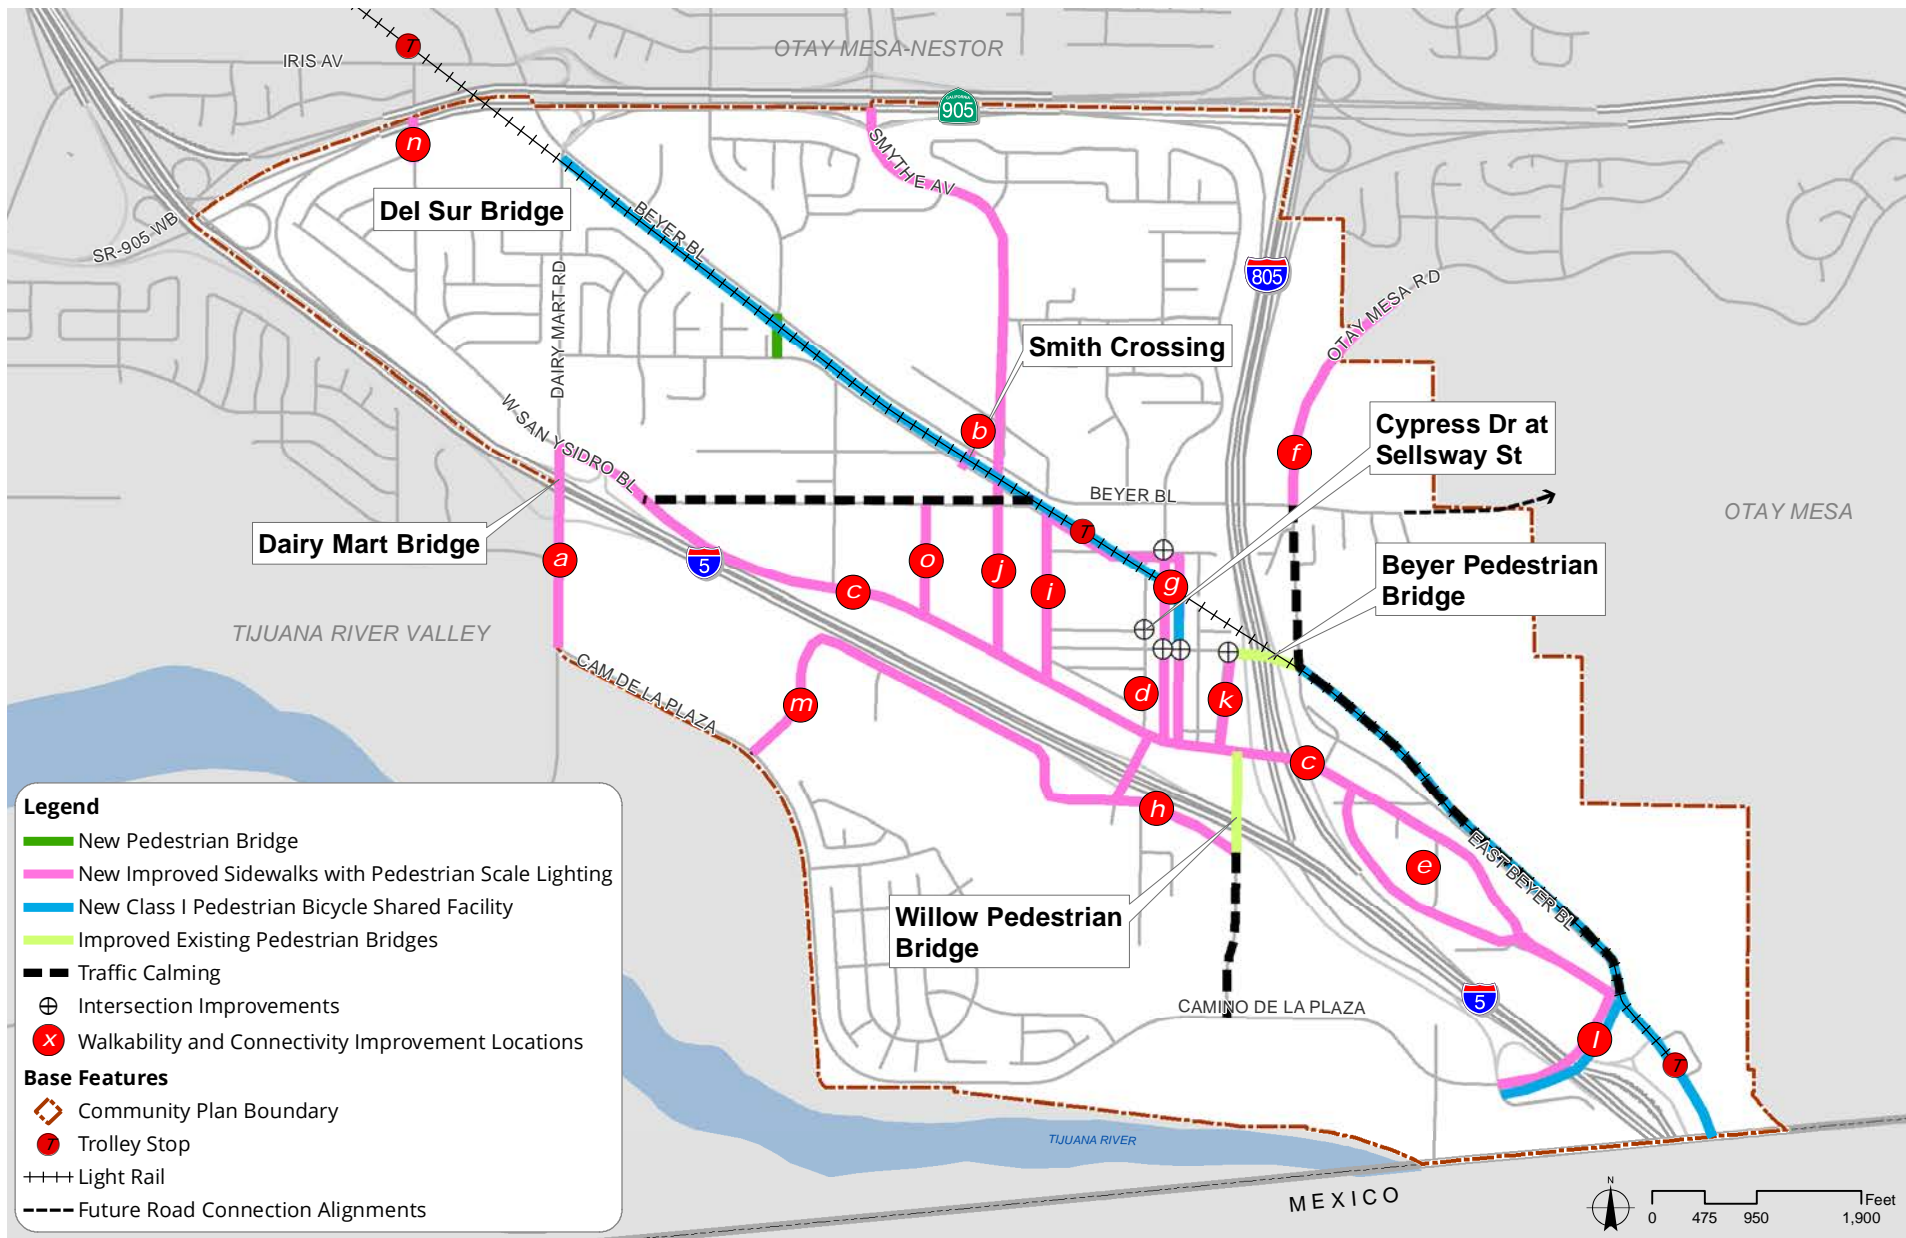 OTAY MESA-NESTOR
IRIS AV
T
CALIFORNIA
905
n
SMYTHE AV
Del Sur Bridge
BEYER BL
SR-905 WB
805
DAIRY MART RD
OTAY MESA RD
Smith Crossing
W SAN YSIDRO BL
b
f
Cypress Dr at
Sellsway St
BEYER BL
OTAY MESA
Dairy Mart Bridge
T
a
5
o
j
i
c
g
Beyer Pedestrian
Bridge
TIJUANA RIVER VALLEY
CAM DE LA PLAZA
m
d
k
c
h
e
EAST BEYER BL
Willow Pedestrian
Bridge
CAMINO DE LA PLAZA
5
l
T
TIJUANA RIVER
MEXICO
Legend
New Pedestrian Bridge
New Improved Sidewalks with Pedestrian Scale Lighting
New Class I Pedestrian Bicycle Shared Facility
Improved Existing Pedestrian Bridges
Traffic Calming
Intersection Improvements
x Walkability and Connectivity Improvement Locations
Base Features
Community Plan Boundary
T Trolley Stop
Light Rail
Future Road Connection Alignments
N
Feet
0 475 950 1,900